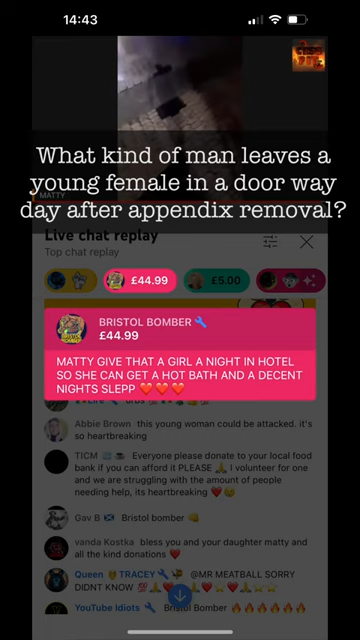 14:43
MATTY
What kind of man leaves a
young female in a door way
day after appendix removal?
Live chat replay
Top chat replay
£44.99
£5.00
BRISTOL BOMBER
£44.99
MATTY GIVE THAT A GIRL A NIGHT IN HOTEL
SO SHE CAN GET A HOT BATH AND A DECENT
NIGHTS SLEPP ❤️❤️❤️
Abbie Brown this young woman could be attacked. it's
so heartbreaking
TICM Everyone please donate to your local food
bank if you can afford it PLEASE 🙏 I volunteer for
one and we are struggling with the amount of people
needing help, its heartbreaking ❤️😢
Gav B Bristol bomber 👊
vanda Kostka bless you and your daughter matty and
all the kind donations ❤️
Queen TRACEY @MR MEATBALL SORRY
DIDNT KNOW
YouTube Idiots Bristol Bomber 🔥🔥🔥🔥🔥